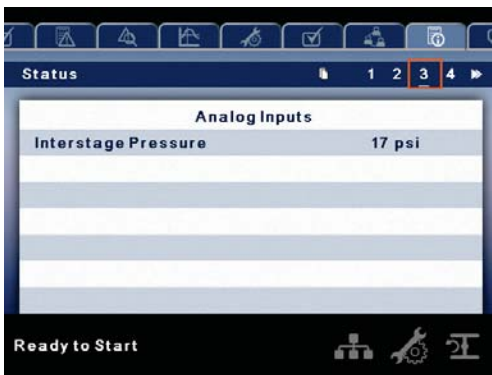 Status 1 2 3 4
Analog Inputs
Interstage Pressure 17 psi
Ready to Start